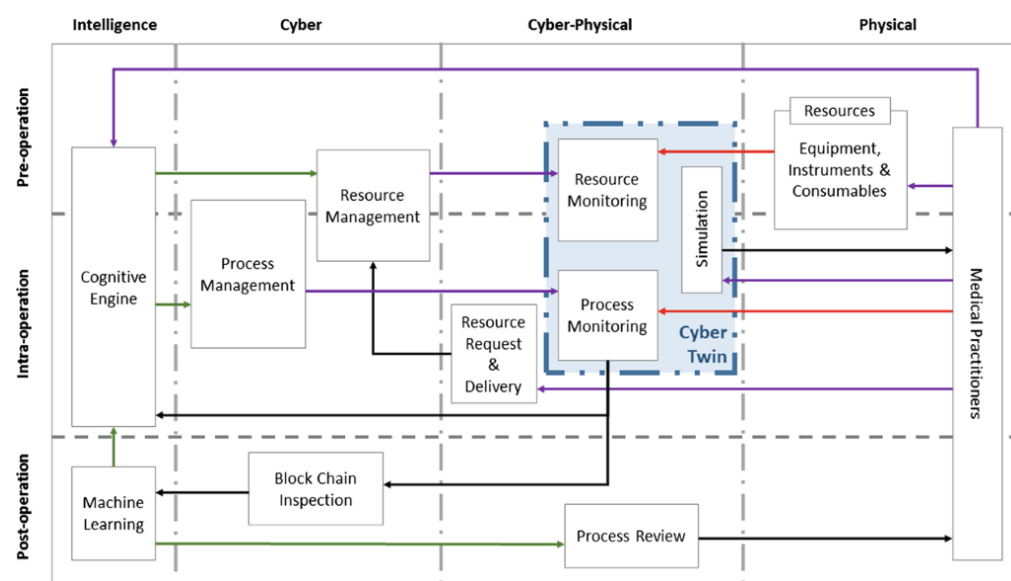 Intelligence
Cyber
Cyber-Physical
Physical
Pre-operation
Intra-operation
Post-operation
Resources
Equipment,
Instruments &
Consumables
Resource
Monitoring
Resource
Management
Simulation
Cognitive
Engine
Process
Management
Process
Monitoring
Cyber
Twin
Resource
Request
&
Delivery
Medical Practitioners
Block Chain
Inspection
Machine
Learning
Process Review